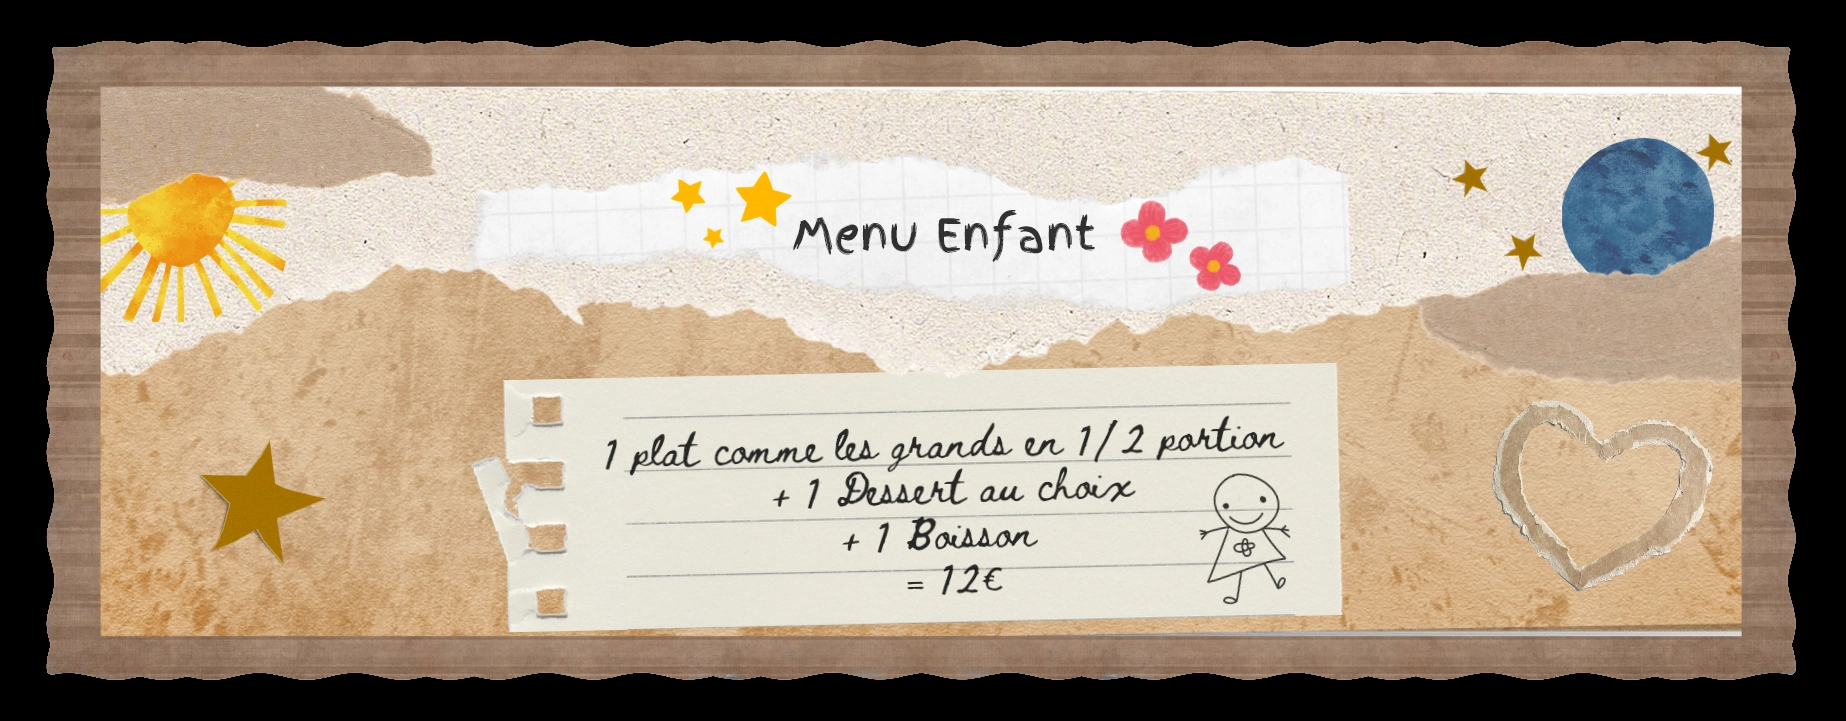 Menu Enfant
1 plat comme les grands en 1/2 portion
+ 1 Dessert au choix
+ 1 Boisson
= 12€